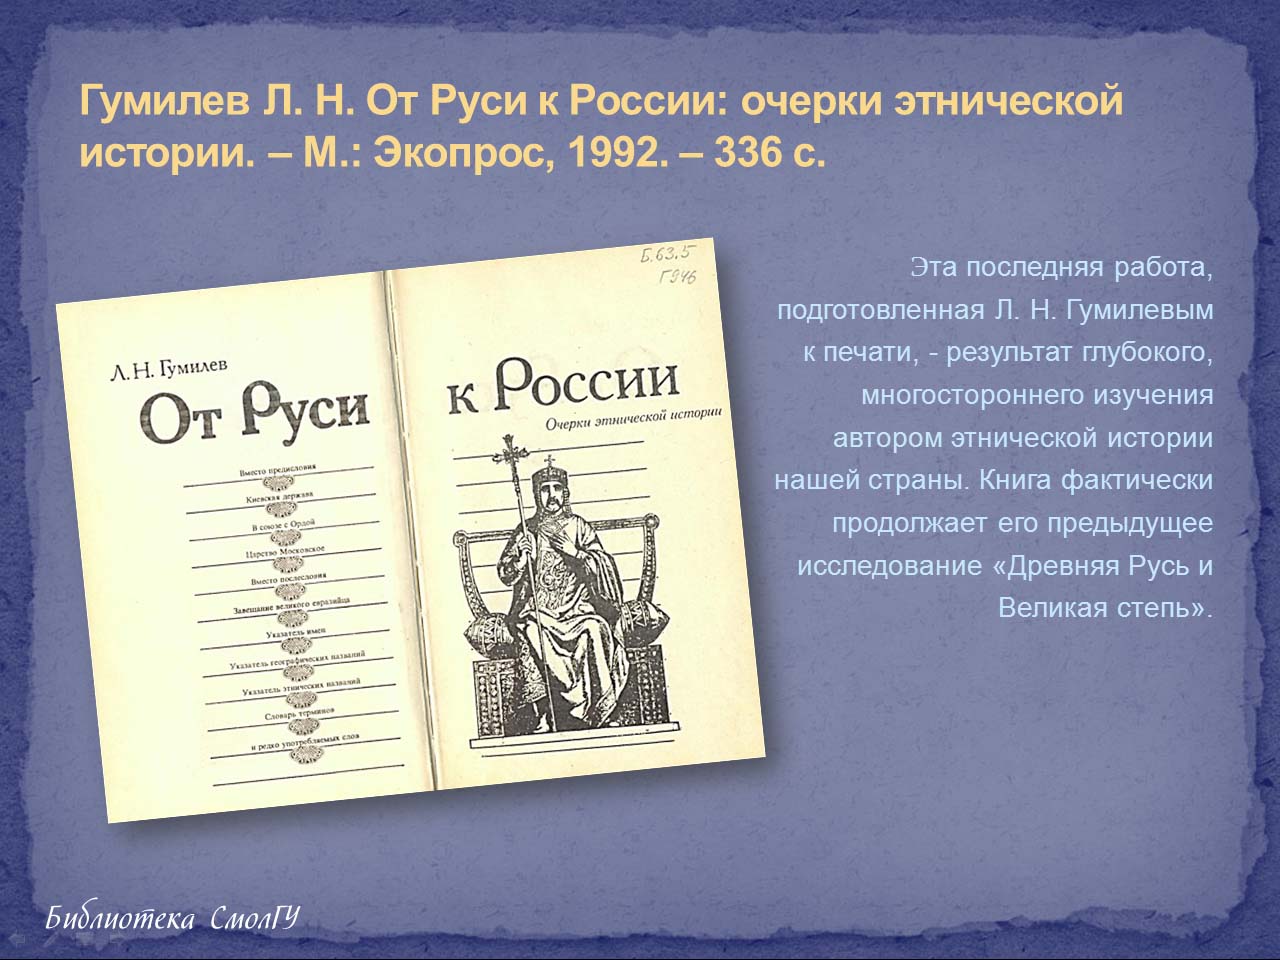 Гумилев Л. Н. От Руси к России: очерки этнической
истории. – М.: Экопрос, 1992. – 336 с.
Б.63.5
Г946
Л. Н. Гумилев
От Руси
к России
Очерки этнической истории
Вместо предисловия
Киевская держава
В союзе с Ордой
Царство Московское
Вместо послесловия
Завещание великого евразийца
Указатель имен
Указатель географических названий
Указатель этнических названий
Словарь терминов
и редко употребляемых слов
Эта последняя работа,
подготовленная Л. Н. Гумилевым
к печати, - результат глубокого,
многостороннего изучения
автором этнической истории
нашей страны. Книга фактически
продолжает его предыдущее
исследование «Древняя Русь и
Великая степь».
Библиотека СмолГУ